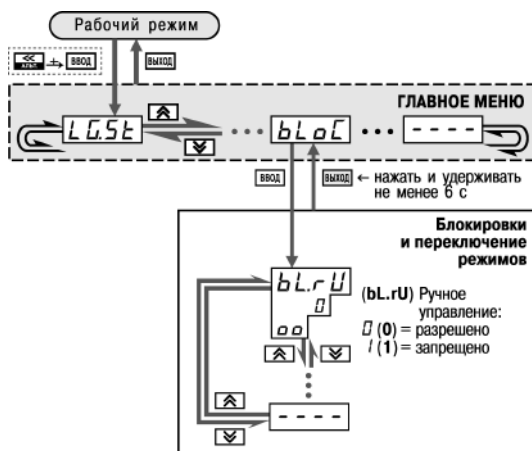 Рабочий режим
≪ АЛЬТ. + ВВОД
ВЫХОД
ГЛАВНОЕ МЕНЮ
LG.St
bLoC
- - - -
ВВОД
ВЫХОД ← нажать и удерживать
не менее 6 с
Блокировки
и переключение
режимов
bL.rU
0
oo
(bL.rU) Ручное
управление:
0 (0) = разрешено
1 (1) = запрещено
- - - -